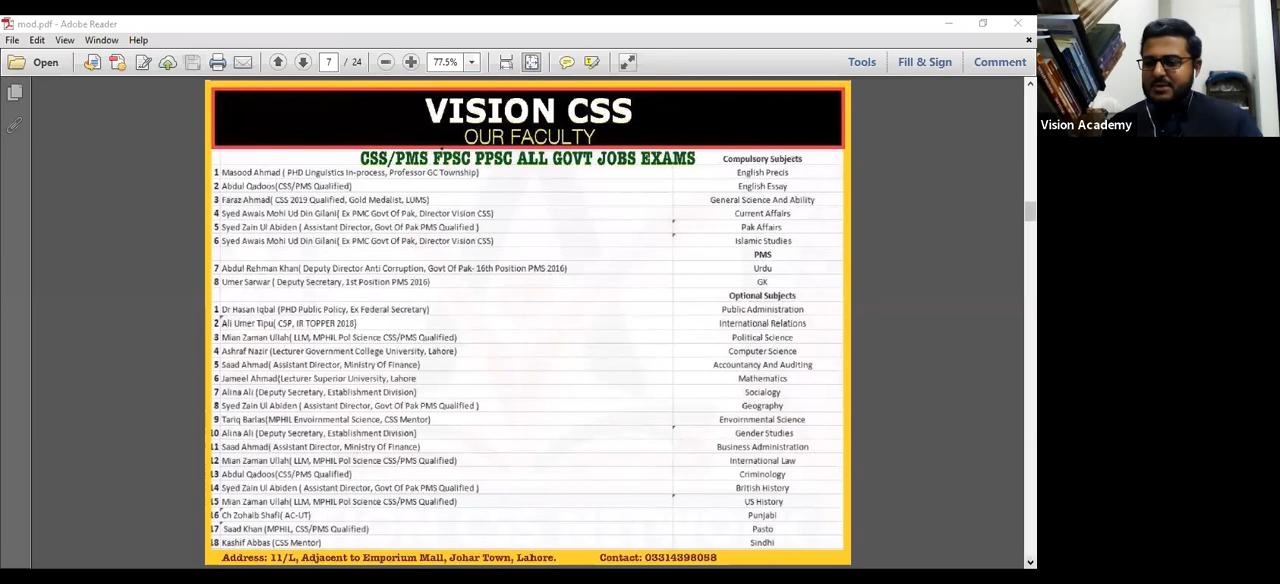 mod.pdf - Adobe Reader
File Edit View Window Help
Open 7 / 24 77.5% Tools Fill & Sign Comment
Vision Academy
VISION CSS
OUR FACULTY
CSS/PMS FPSC PPSC ALL GOVT JOBS EXAMS Compulsory Subjects
1 Masood Ahmad ( PHD Linguistics In-process, Professor GC Township) English Precis
2 Abdul Qadoos(CSS/PMS Qualified) English Essay
3 Faraz Ahmad( CSS 2019 Qualified, Gold Medalist, LUMS) General Science And Ability
4 Syed Awais Mohi Ud Din Gilani( Ex PMC Govt Of Pak, Director Vision CSS) Current Affairs
5 Syed Zain Ul Abiden ( Assistant Director, Govt Of Pak PMS Qualified ) Pak Affairs
6 Syed Awais Mohi Ud Din Gilani( Ex PMC Govt Of Pak, Director Vision CSS) Islamic Studies
PMS
7 Abdul Rehman Khan( Deputy Director Anti Corruption, Govt Of Pak- 16th Position PMS 2016) Urdu
8 Umer Sarwar ( Deputy Secretary, 1st Position PMS 2016) GK
Optional Subjects
1 Dr Hasan Iqbal (PHD Public Policy, Ex Federal Secretary) Public Administration
2 Ali Umer Tipu( CSP, IR TOPPER 2018) International Relations
3 Mian Zaman Ullah( LLM, MPHIL Pol Science CSS/PMS Qualified) Political Science
4 Ashraf Nazir (Lecturer Government College University, Lahore) Computer Science
5 Saad Ahmad( Assistant Director, Ministry Of Finance) Accountancy And Auditing
6 Jameel Ahmad(Lecturer Superior University, Lahore Mathematics
7 Alina Ali (Deputy Secretary, Establishment Division) Socialogy
8 Syed Zain Ul Abiden ( Assistant Director, Govt Of Pak PMS Qualified ) Geography
9 Tariq Barlas(MPHIL Envoirnmental Science, CSS Mentor) Envoirnmental Science
10 Alina Ali (Deputy Secretary, Establishment Division) Gender Studies
11 Saad Ahmad( Assistant Director, Ministry Of Finance) Business Administration
12 Mian Zaman Ullah( LLM, MPHIL Pol Science CSS/PMS Qualified) International Law
13 Abdul Qadoos(CSS/PMS Qualified) Criminology
14 Syed Zain Ul Abiden ( Assistant Director, Govt Of Pak PMS Qualified ) British History
15 Mian Zaman Ullah( LLM, MPHIL Pol Science CSS/PMS Qualified) US History
16 Ch Zohaib Shafi( AC-UT) Punjabi
17 Saad Khan (MPHIL, CSS/PMS Qualified) Pasto
18 Kashif Abbas (CSS Mentor) Sindhi
Address: 11/L, Adjacent to Emporium Mall, Johar Town, Lahore. Contact: 03314398058